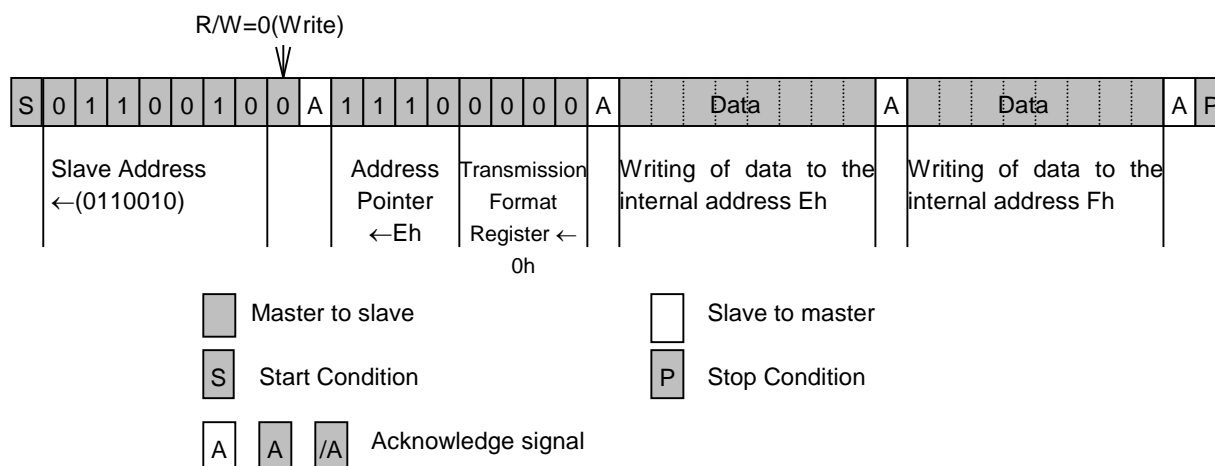 R/W=0(Write)
S 0 1 1 0 0 1 0 0 A 1 1 1 0 0 0 0 0 A Data A Data A P
Slave Address
←(0110010)
Address
Pointer
←Eh
Transmission
Format
Register ←
0h
Writing of data to the
internal address Eh
Writing of data to the
internal address Fh
Master to slave
Slave to master
S Start Condition
P Stop Condition
A A /A Acknowledge signal